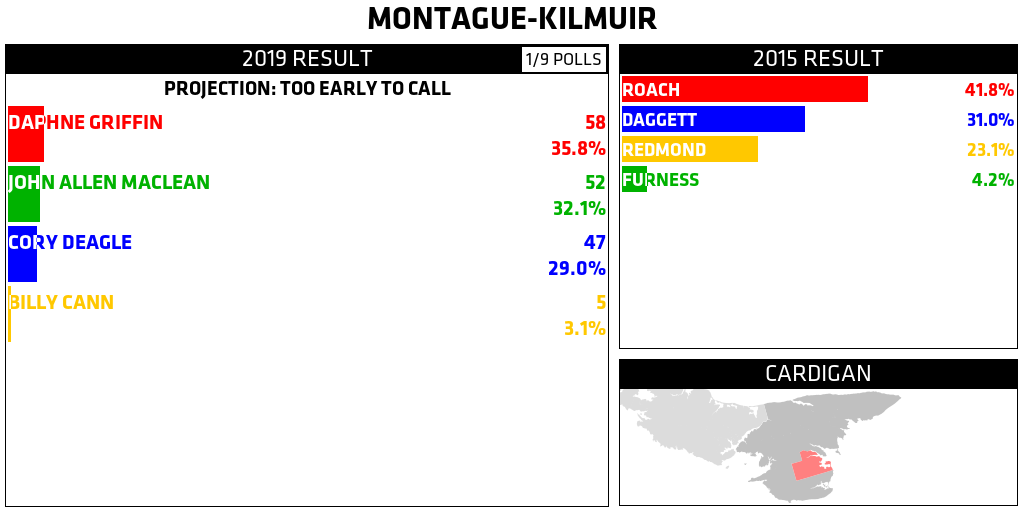 MONTAGUE-KILMUIR
2019 RESULT
1/9 POLLS
PROJECTION: TOO EARLY TO CALL
DAPHNE GRIFFIN 58
35.8%
JOHN ALLEN MACLEAN 52
32.1%
CORY DEAGLE 47
29.0%
BILLY CANN 5
3.1%
2015 RESULT
ROACH 41.8%
DAGGETT 31.0%
REDMOND 23.1%
FURNESS 4.2%
CARDIGAN